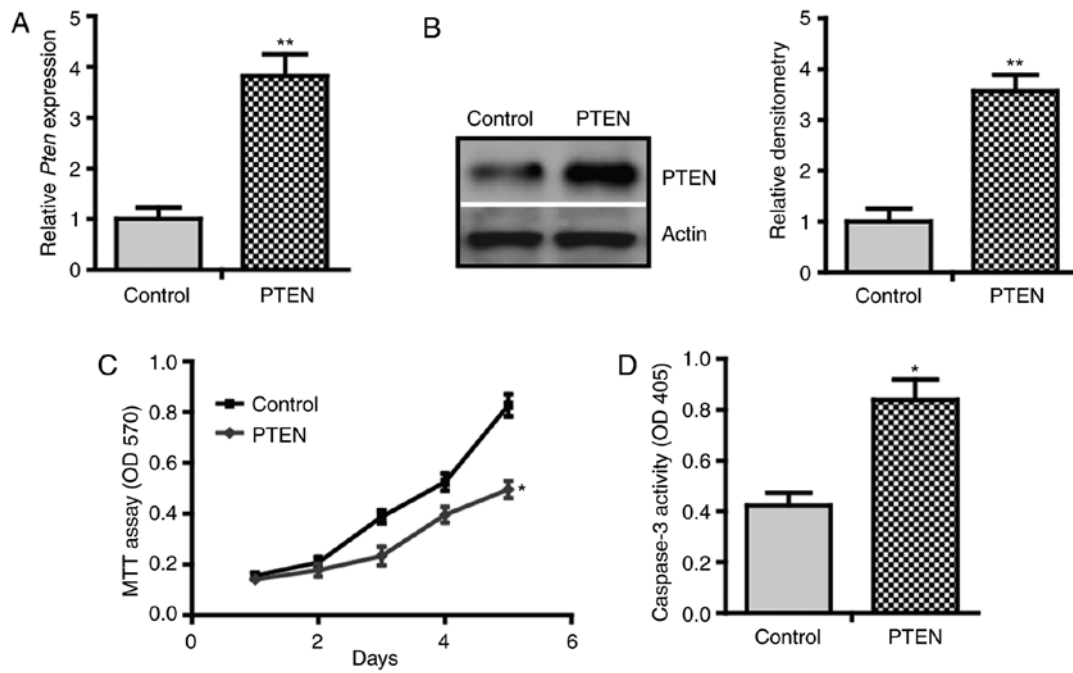 A
Relative Pten expression
5
4
3
2
1
0
**
Control
PTEN
B
Control
PTEN
PTEN
Actin
Relative densitometry
5
4
3
2
1
0
**
Control
PTEN
C
MTT assay (OD 570)
1.0
0.8
0.6
0.4
0.2
0.0
Control
PTEN
*
0
2
4
6
Days
D
Caspase-3 activity (OD 405)
1.0
0.8
0.6
0.4
0.2
0.0
*
Control
PTEN